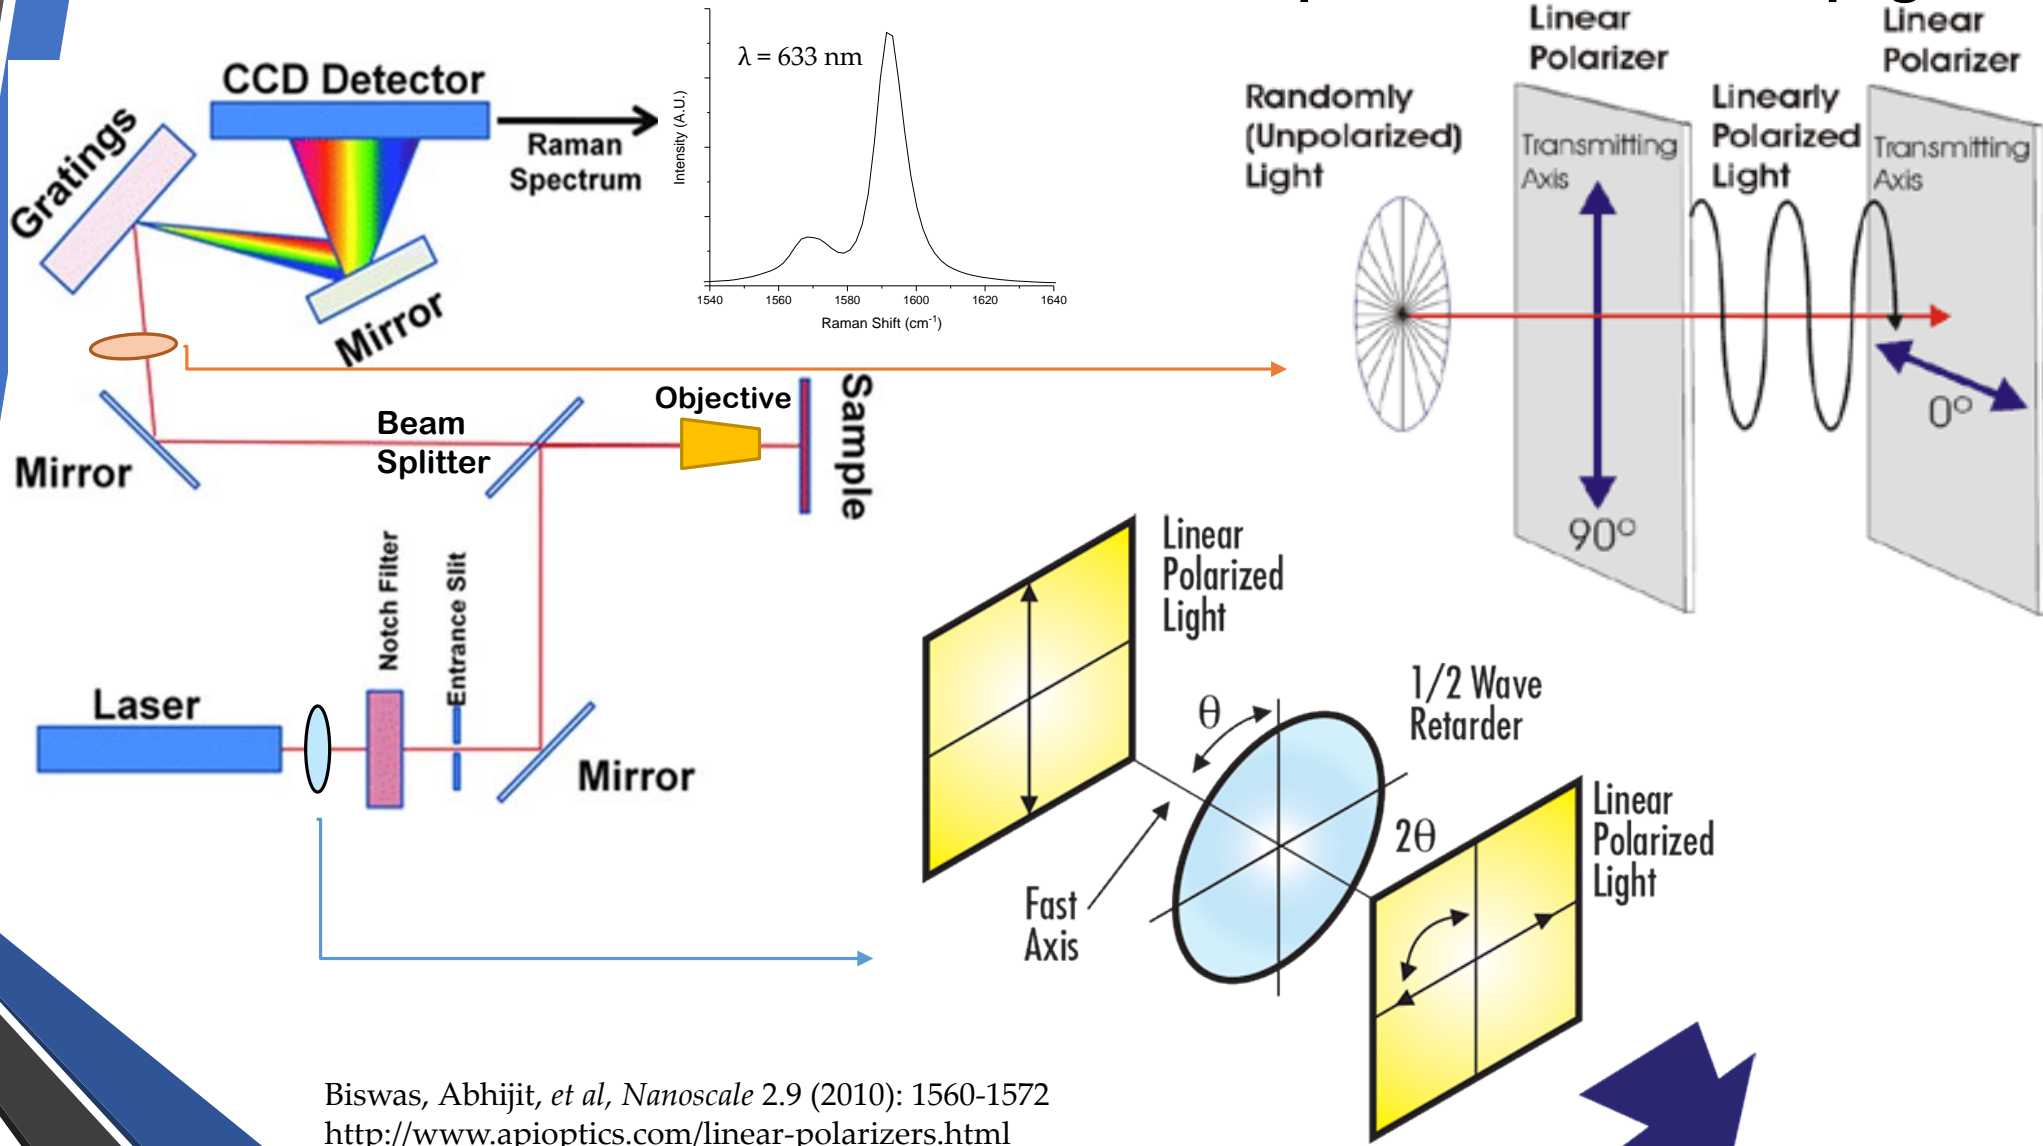 CCD Detector
Gratings
Raman
Spectrum
Mirror
λ = 633 nm
Intensity (A.U.)
1540
1560
1580
1600
1620
1640
Raman Shift (cm⁻¹)
Mirror
Beam
Splitter
Objective
Sample
Notch Filter
Entrance Slit
Laser
Mirror
Randomly
(Unpolarized)
Light
Linear
Polarizer
Transmitting
Axis
90°
Linearly
Polarized
Light
Linear
Polarizer
Transmitting
Axis
0°
Linear
Polarized
Light
θ
1/2 Wave
Retarder
Fast
Axis
2θ
Linear
Polarized
Light
Biswas, Abhijit, et al, Nanoscale 2.9 (2010): 1560-1572
http://www.apioptics.com/linear-polarizers.html